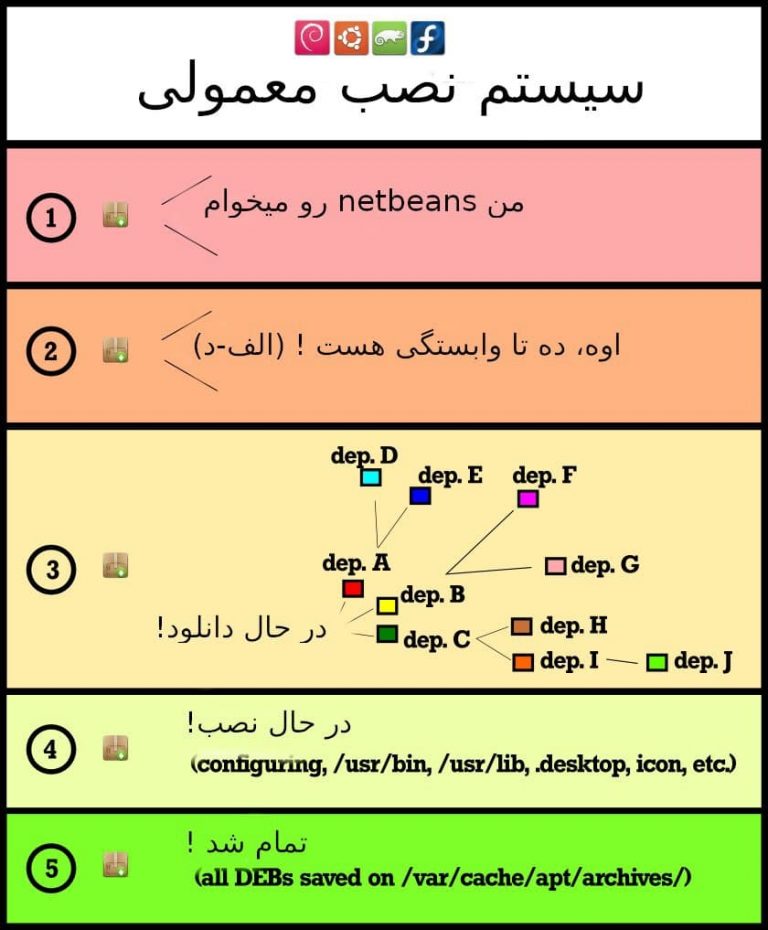 سیستم نصب معمولی
1
من netbeans رو میخوام
2
اوه، ده تا وابستگی هست ! (الف-د)
3
dep. D
dep. E
dep. F
dep. A
dep. G
dep. B
در حال دانلود!
dep. C
dep. H
dep. I
dep. J
4
در حال نصب!
(configuring, /usr/bin, /usr/lib, .desktop, icon, etc.)
5
تمام شد !
(all DEBs saved on /var/cache/apt/archives/)